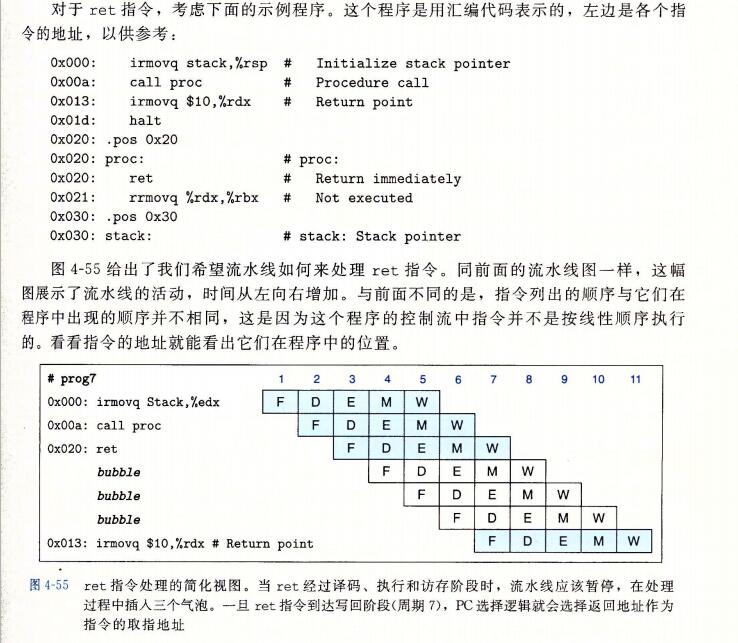 对于 ret 指令，考虑下面的示例程序。这个程序是用汇编代码表示的，左边是各个指
令的地址，以供参考：
0x000:    irmovq stack,%rsp  #   Initialize stack pointer
0x00a:    call proc          #   Procedure call
0x013:    irmovq $10,%rdx    #   Return point
0x01d:    halt
0x020: .pos 0x20
0x020: proc:                 # proc:
0x020:    ret                #   Return immediately
0x021:    rrmovq %rdx,%rbx   #   Not executed
0x030: .pos 0x30
0x030: stack:                # stack: Stack pointer
图 4-55 给出了我们希望流水线如何来处理 ret 指令。同前面的流水线图一样，这幅
图展示了流水线的活动，时间从左向右增加。与前面不同的是，指令列出的顺序与它们在
程序中出现的顺序并不相同，这是因为这个程序的控制流中指令并不是按线性顺序执行
的。看看指令的地址就能看出它们在程序中的位置。
# prog7 1 2 3 4 5 6 7 8 9 10 11
0x000: irmovq Stack,%edx F D E M W
0x00a: call proc F D E M W
0x020: ret F D E M W
bubble F D E M W
bubble F D E M W
bubble F D E M W
0x013: irmovq $10,%rdx # Return point F D E M W
图 4-55 ret 指令处理的简化视图。当 ret 经过译码、执行和访存阶段时，流水线应该暂停，在处理
过程中插入三个气泡。一旦 ret 指令到达写回阶段(周期 7)，PC 选择逻辑就会选择返回地址作为
指令的取指地址